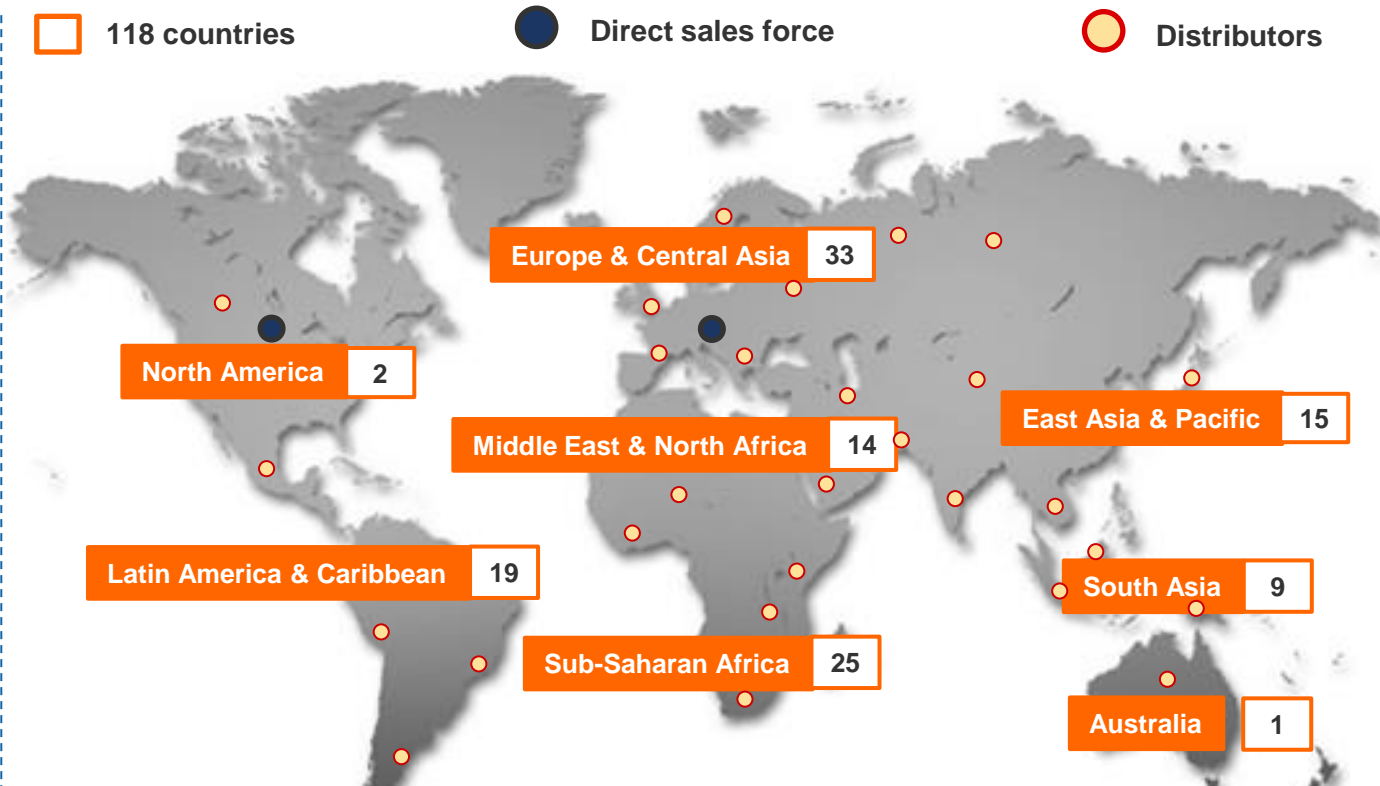 118 countries
Direct sales force
Distributors
Europe & Central Asia 33
North America 2
East Asia & Pacific 15
Middle East & North Africa 14
Latin America & Caribbean 19
South Asia 9
Sub-Saharan Africa 25
Australia 1